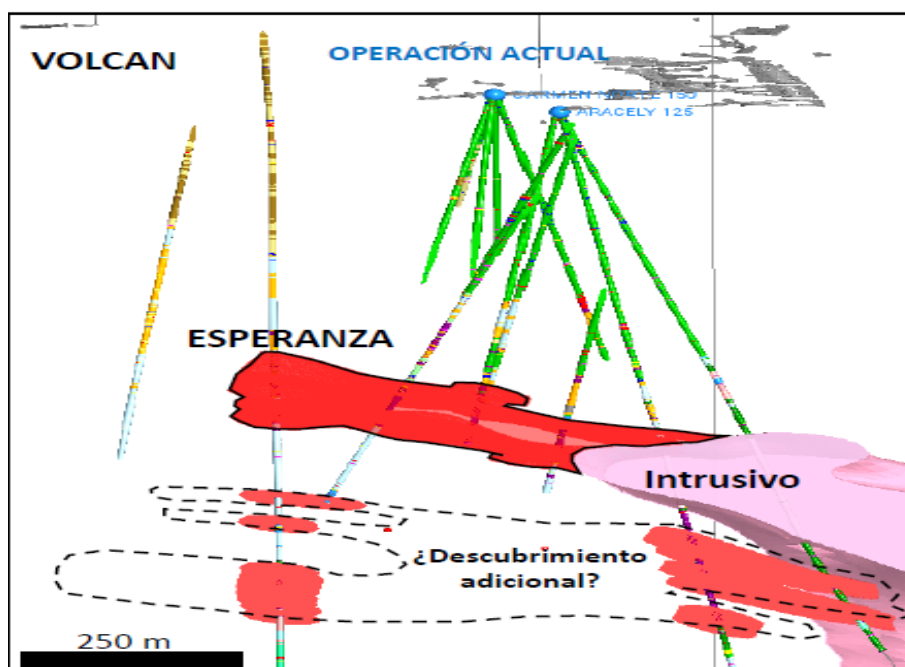 VOLCAN
OPERACIÓN ACTUAL
ARACELY 125
ESPERANZA
Intrusivo
¿Descubrimiento
adicional?
250 m